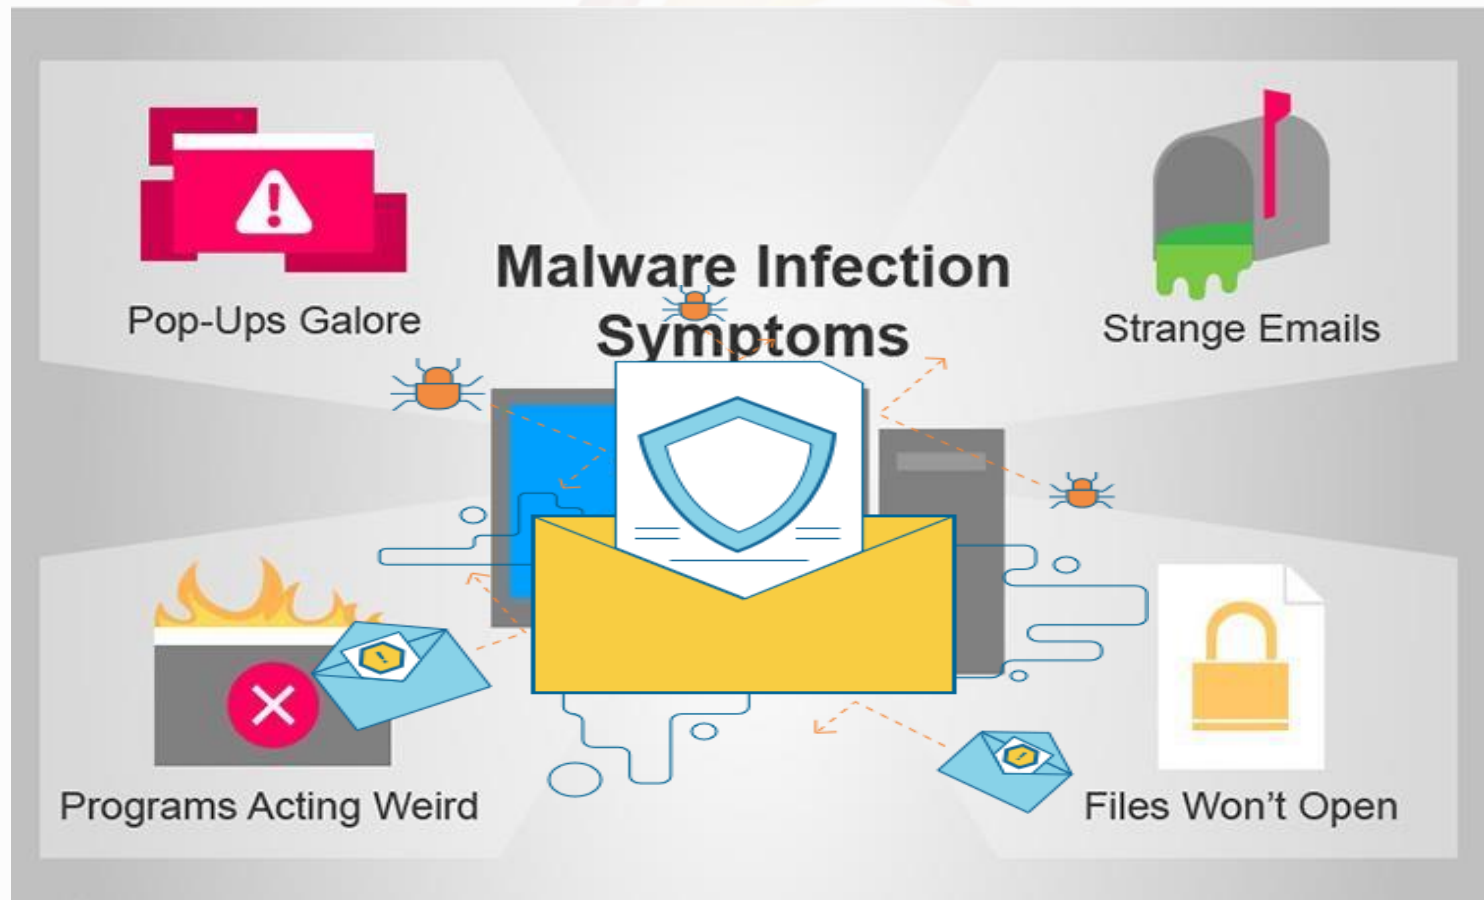 Malware Infection
Symptoms
Pop-Ups Galore
Strange Emails
Programs Acting Weird
Files Won’t Open